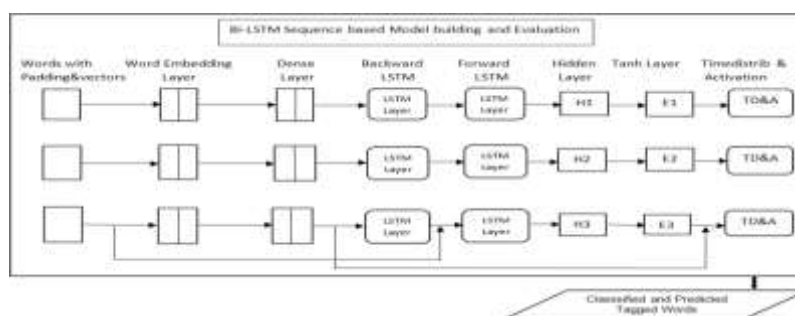 Bi-LSTM Sequence based Model building and Evaluation
Words with Padding&vectors
Word Embedding Layer
Dense Layer
Backward LSTM
Forward LSTM
Hidden Layer
Tanh Layer
Timedistrib & Activation
LSTM Layer
LSTM Layer
H1
E1
TD&A
LSTM Layer
LSTM Layer
H2
E2
TD&A
LSTM Layer
LSTM Layer
H3
E3
TD&A
Classified and Predicted
Tagged Words